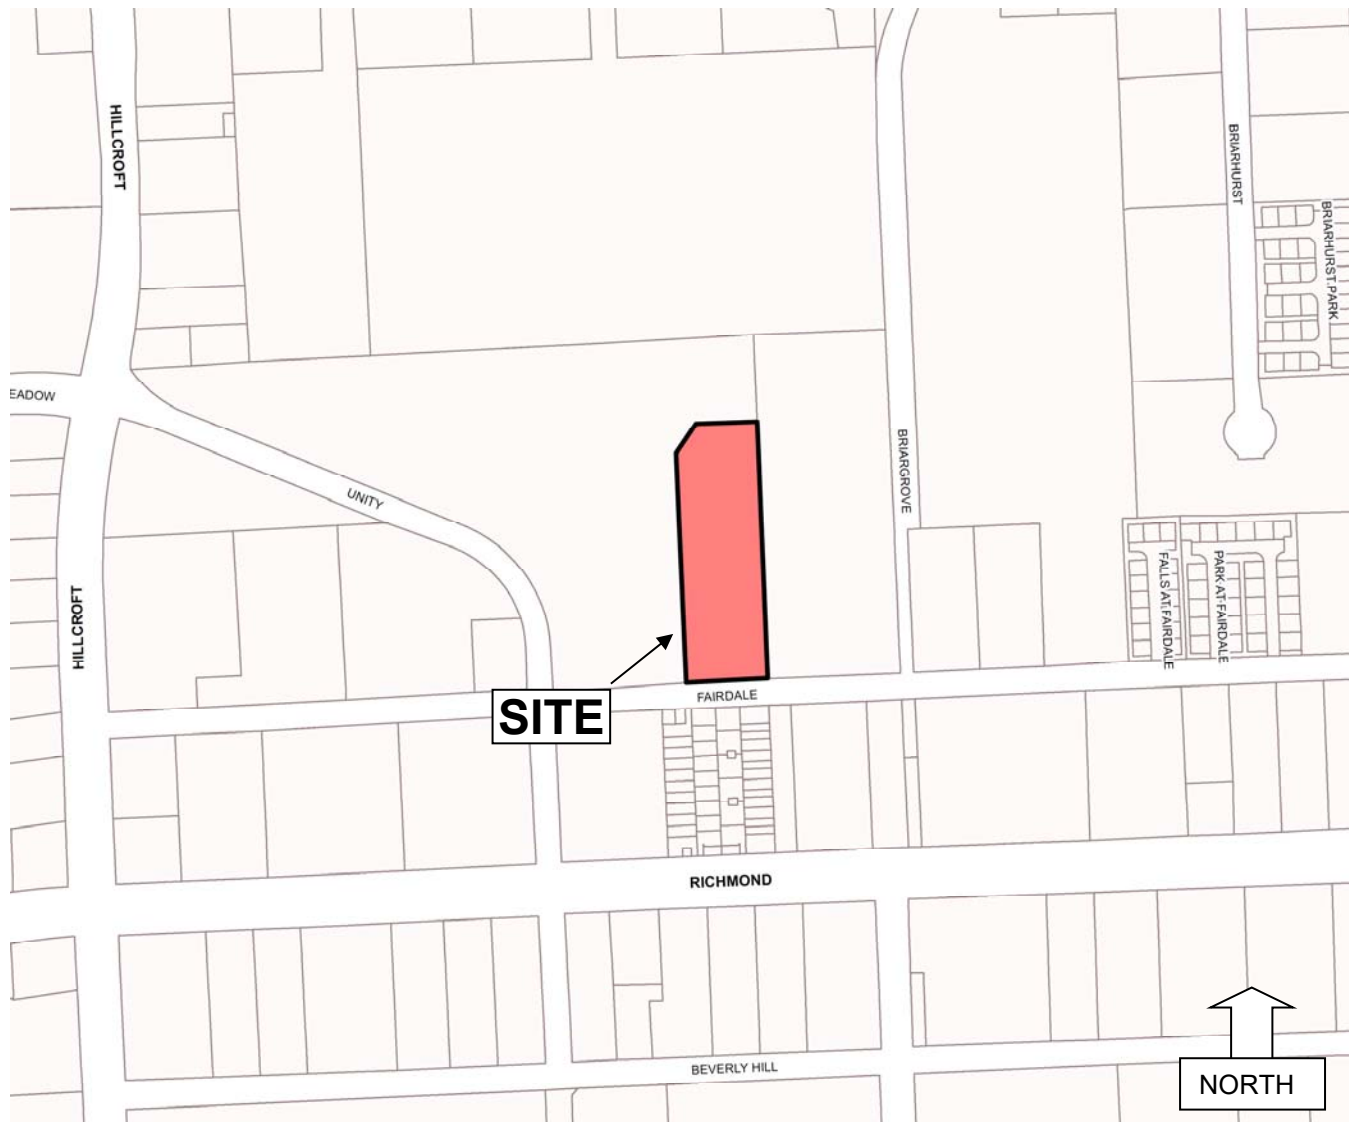 HILLCROFT
BRIARHURST
BRIARHURST PARK
EADOW
BRIARGROVE
UNITY
HILLCROFT
FALLS AT FAIRDALE
PARK AT FAIRDALE
SITE
FAIRDALE
RICHMOND
BEVERLY HILL
NORTH